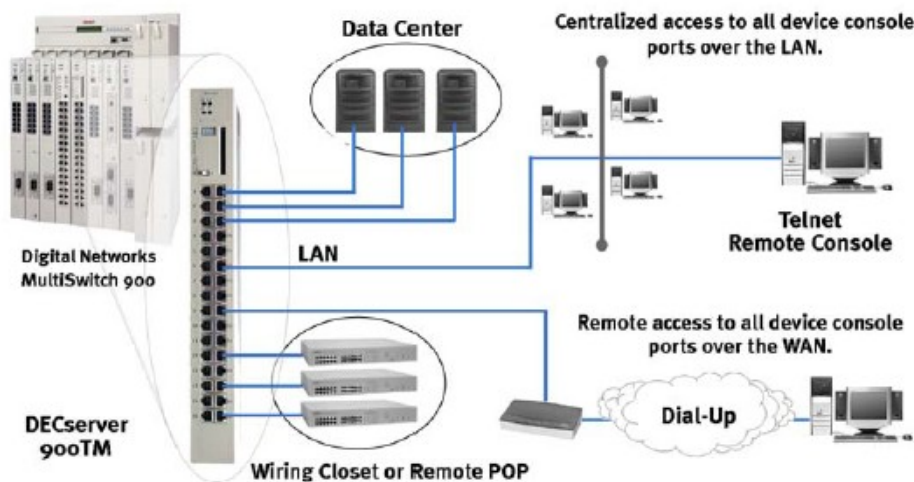 Data Center
Centralized access to all device console
ports over the LAN.
Digital Networks
MultiSwitch 900
LAN
Telnet
Remote Console
Remote access to all device console
ports over the WAN.
Dial-Up
DECserver
900TM
Wiring Closet or Remote POP